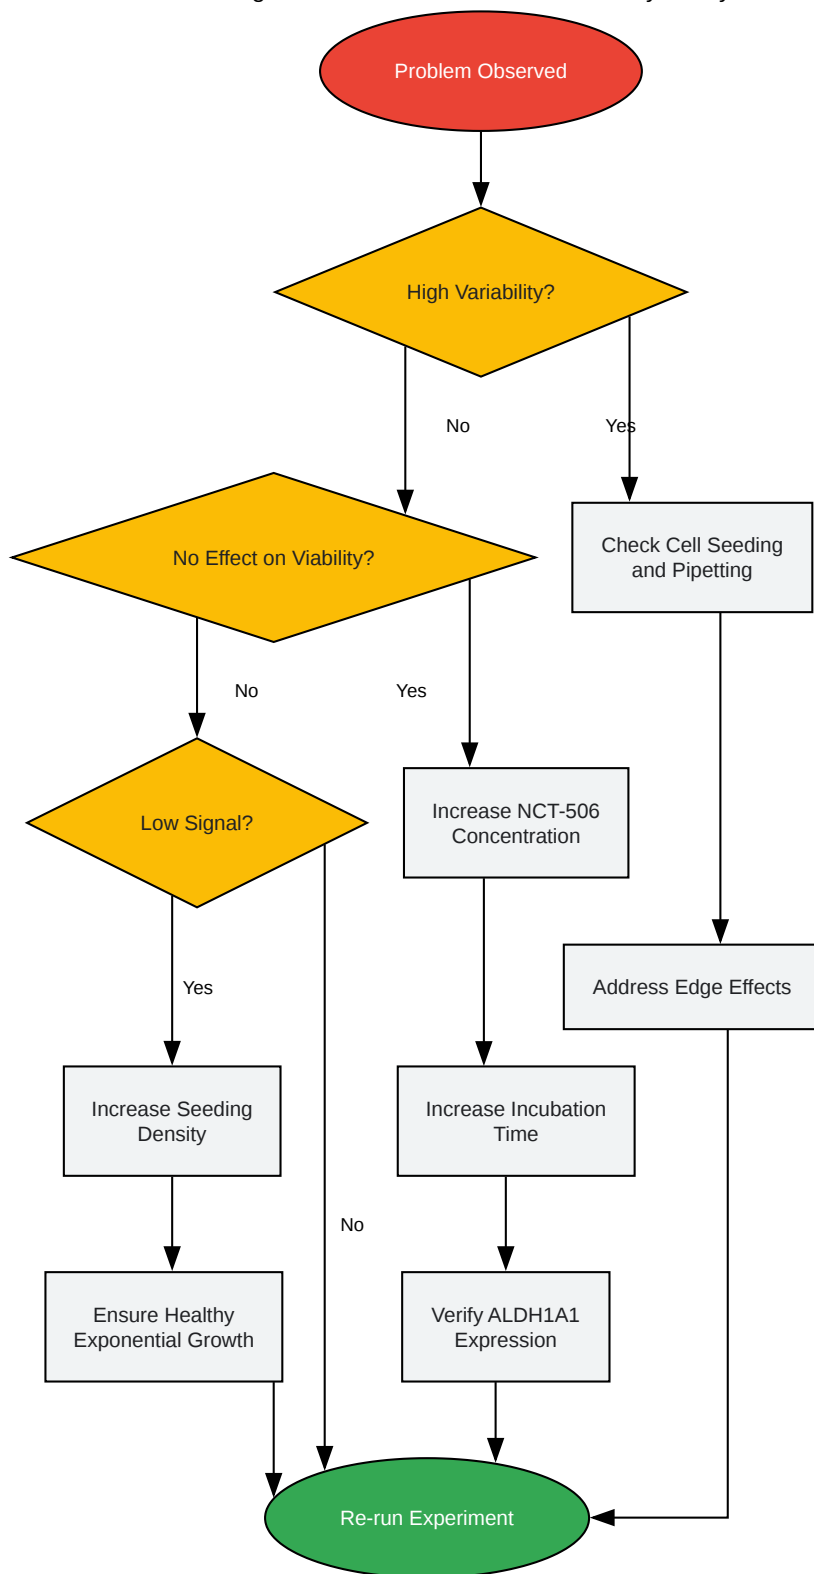 Problem Observed
High Variability?
No
Yes
No Effect on Viability?
Check Cell Seeding
and Pipetting
No
Yes
Low Signal?
Increase NCT-506
Concentration
Yes
Address Edge Effects
Increase Seeding
Density
Increase Incubation
Time
No
Ensure Healthy
Exponential Growth
Verify ALDH1A1
Expression
Re-run Experiment